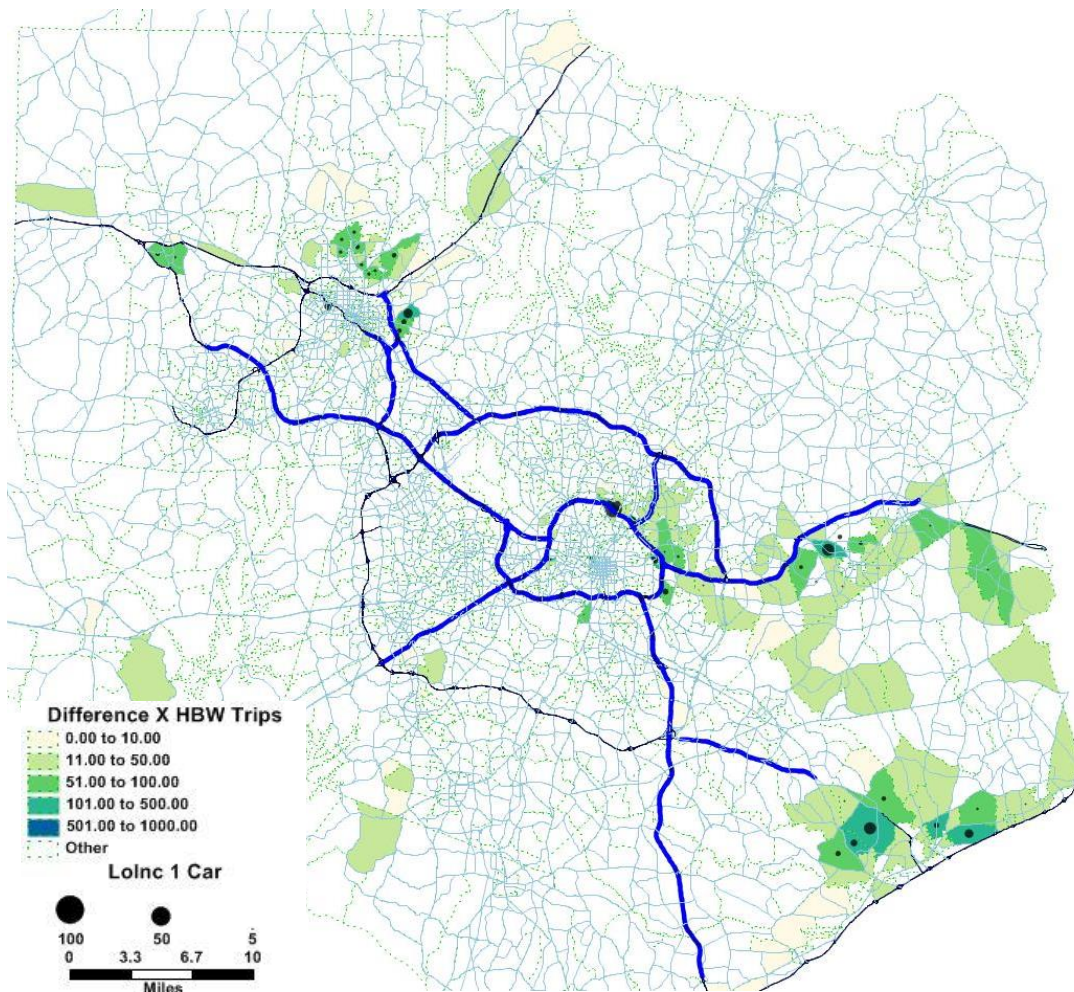 Difference X HBW Trips
0.00 to 10.00
11.00 to 50.00
51.00 to 100.00
101.00 to 500.00
501.00 to 1000.00
Other
LoInc 1 Car
100 50 5
0 3.3 6.7 10
Miles